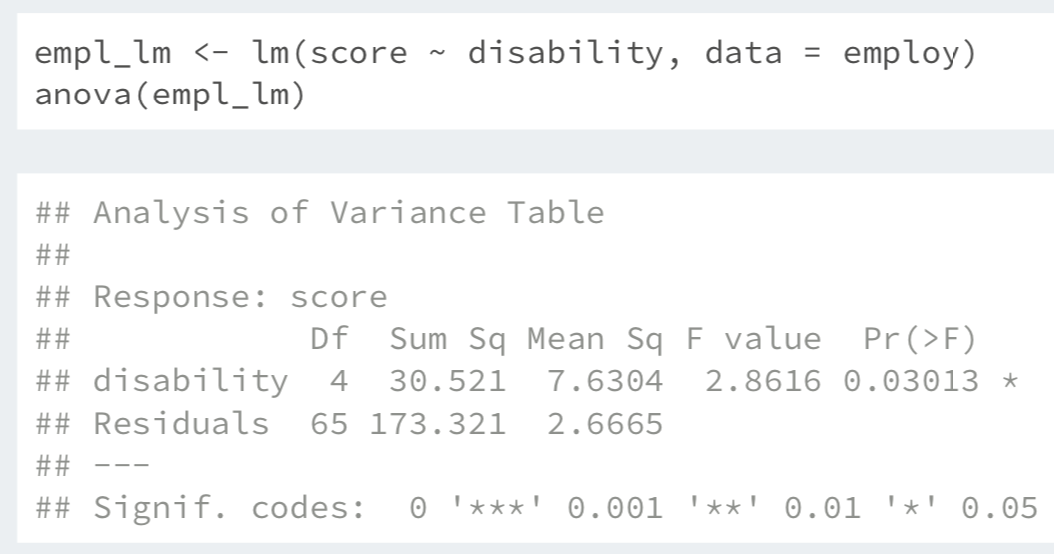 empl_lm <- lm(score ~ disability, data = employ)
anova(empl_lm)
## Analysis of Variance Table
##
## Response: score
##            Df  Sum Sq Mean Sq F value  Pr(>F)
## disability  4  30.521  7.6304  2.8616 0.03013 *
## Residuals  65 173.321  2.6665
## ---
## Signif. codes:  0 '***' 0.001 '**' 0.01 '*' 0.05